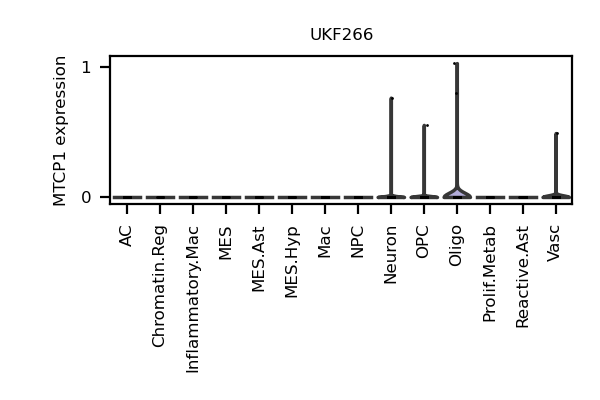 UKF266
MTCP1 expression
1
0
AC
Chromatin.Reg
Inflammatory.Mac
MES
MES.Ast
MES.Hyp
Mac
NPC
Neuron
OPC
Oligo
Prolif.Metab
Reactive.Ast
Vasc